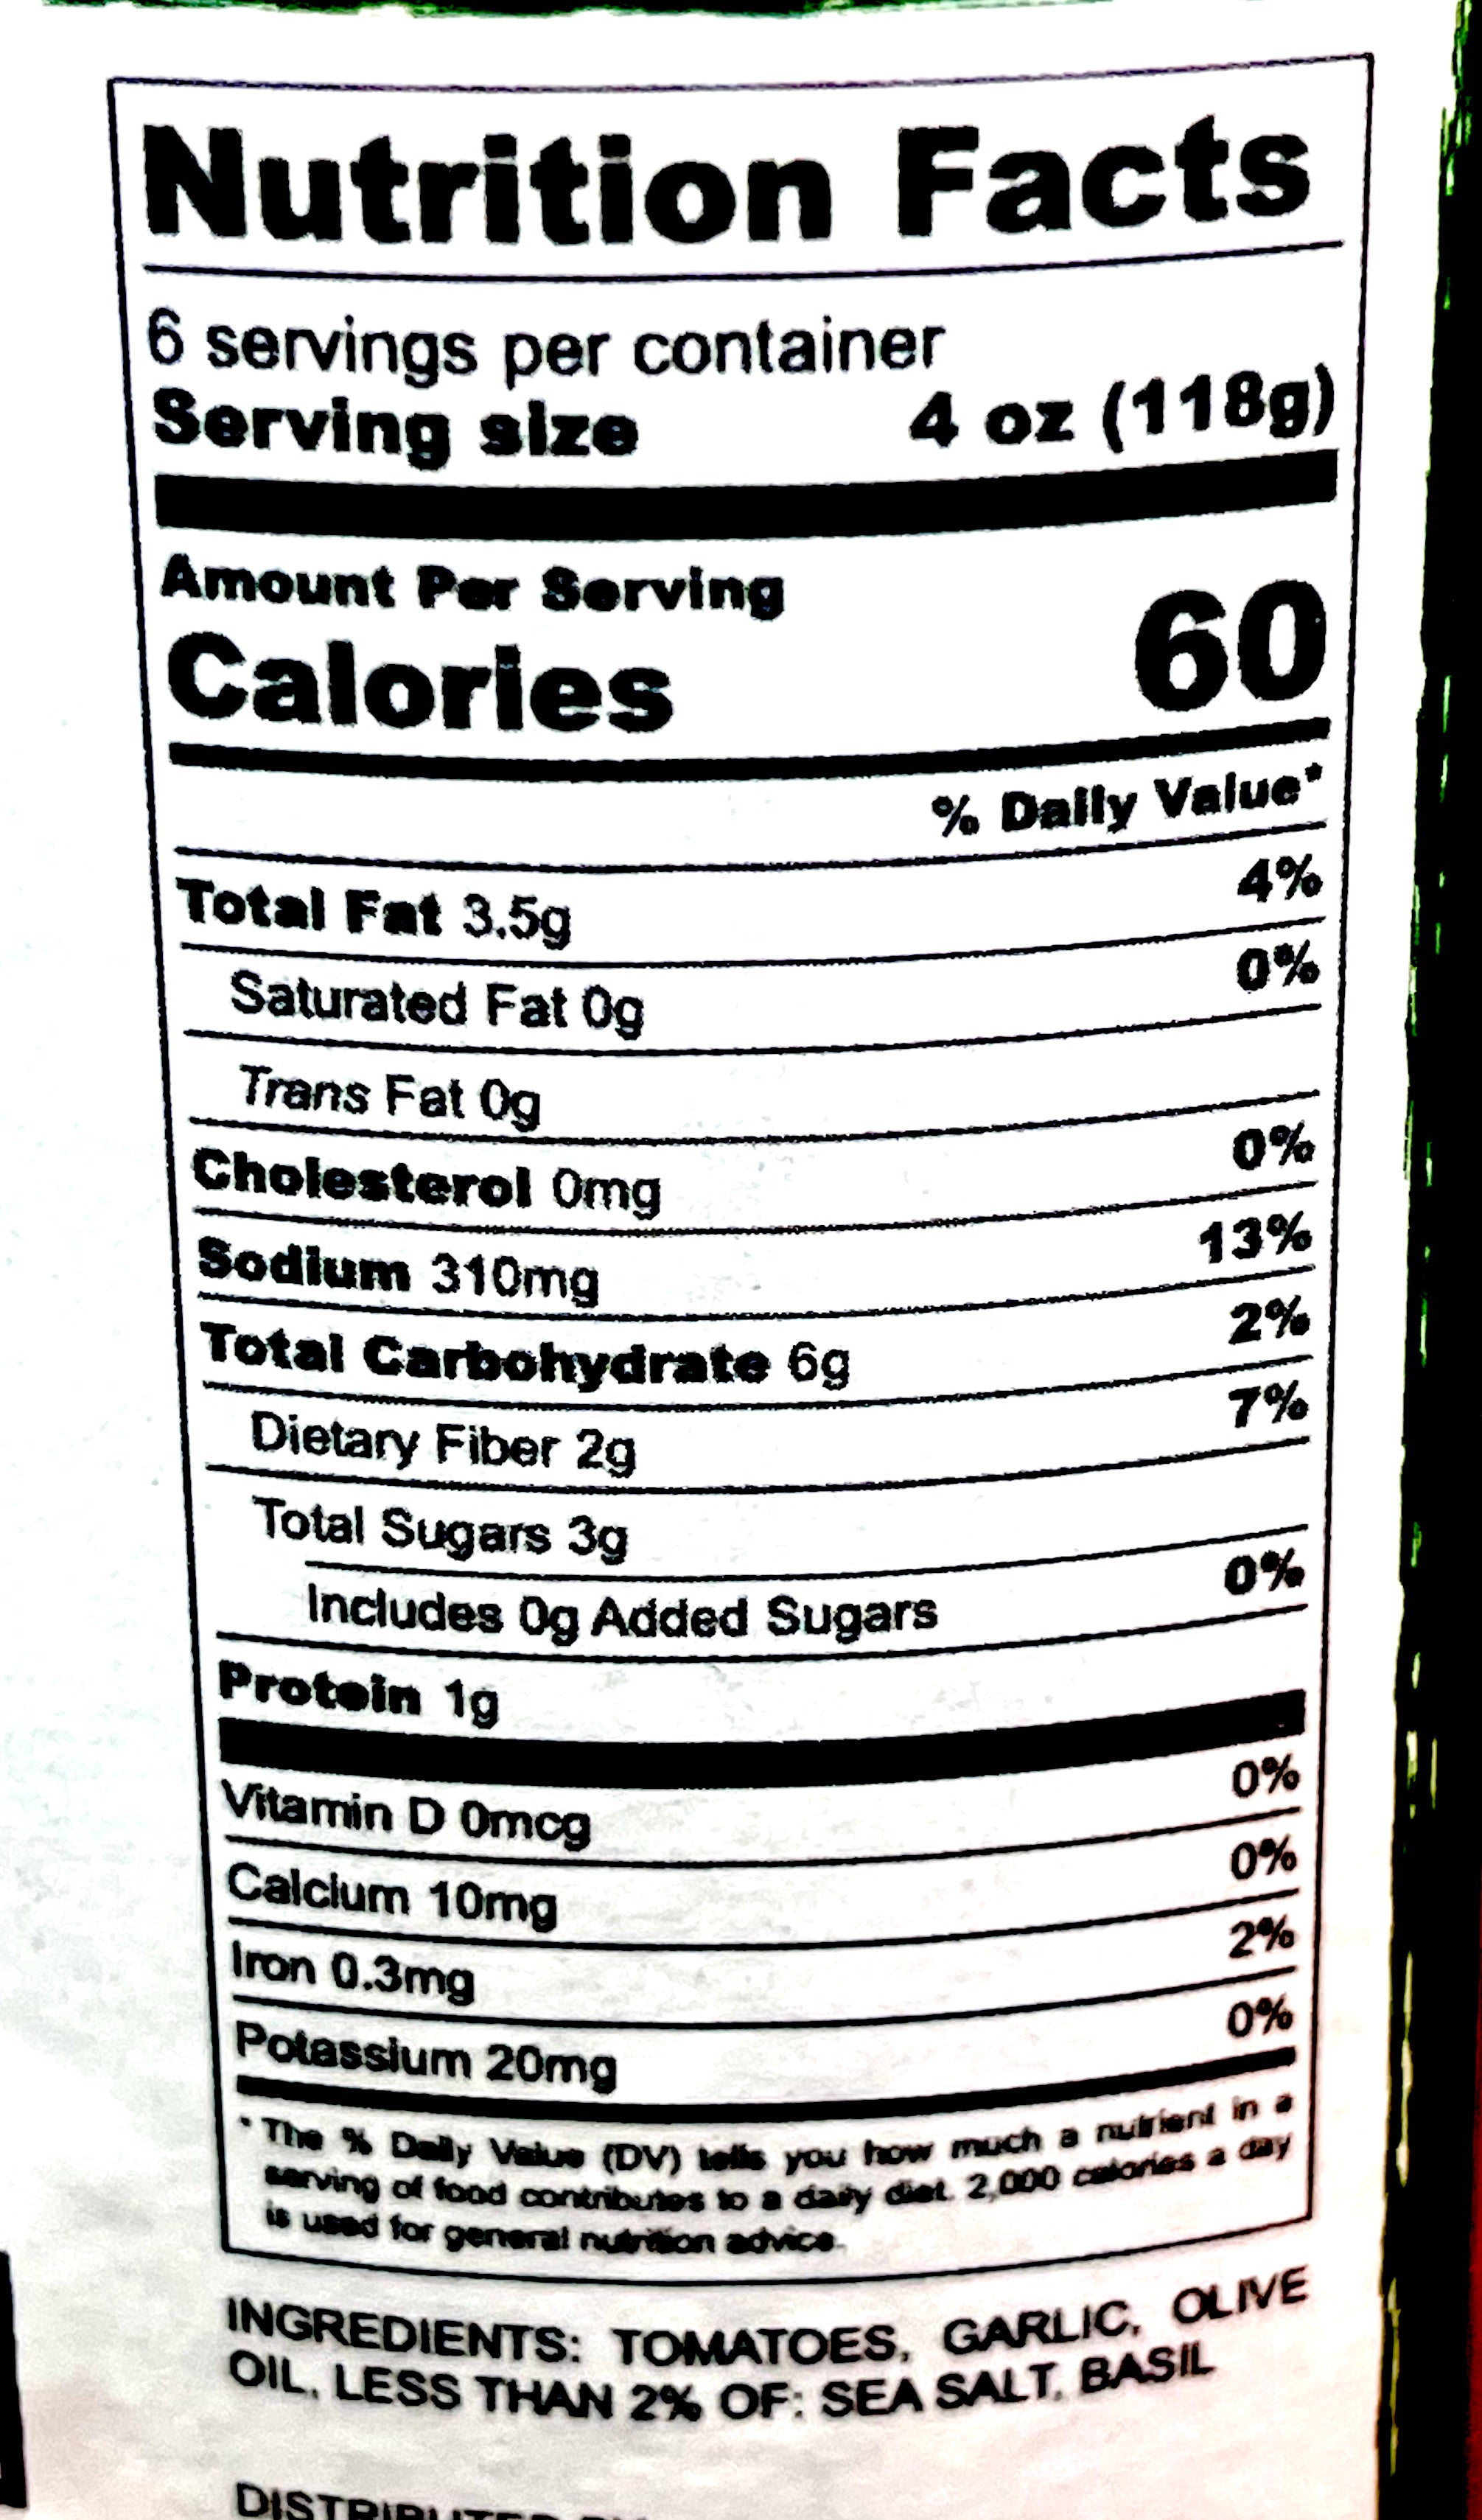 Nutrition Facts
6 servings per container
Serving size 4 oz (118g)
Amount Per Serving
Calories 60
% Daily Value*
Total Fat 3.5g 4%
Saturated Fat 0g 0%
Trans Fat 0g
Cholesterol 0mg 0%
Sodium 310mg 13%
Total Carbohydrate 6g 2%
Dietary Fiber 2g 7%
Total Sugars 3g
Includes 0g Added Sugars 0%
Protein 1g
Vitamin D 0mcg 0%
Calcium 10mg 0%
Iron 0.3mg 2%
Potassium 20mg 0%
* The % Daily Value (DV) tells you how much a nutrient in a
serving of food contributes to a daily diet. 2,000 calories a day
is used for general nutrition advice.
INGREDIENTS: TOMATOES, GARLIC, OLIVE
OIL, LESS THAN 2% OF: SEA SALT, BASIL